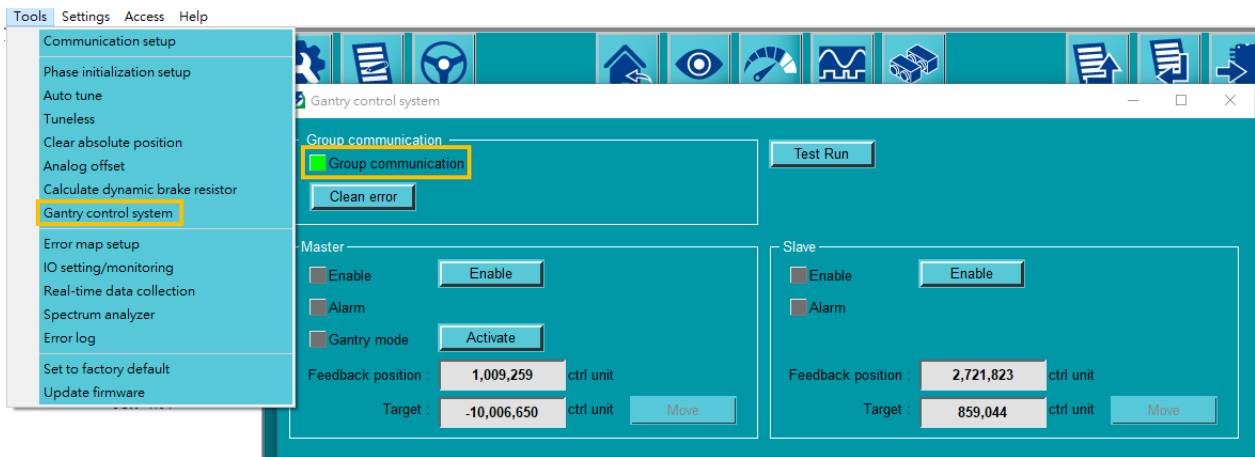 Tools Settings Access Help
Communication setup
Phase initialization setup
Auto tune
Tuneless
Clear absolute position
Analog offset
Calculate dynamic brake resistor
Gantry control system
Error map setup
IO setting/monitoring
Real-time data collection
Spectrum analyzer
Error log
Set to factory default
Update firmware
Gantry control system
Group communication
Group communication
Clean error
Test Run
Master
Enable Enable
Alarm
Gantry mode Activate
Feedback position : 1,009,259 ctrl unit
Target : -10,006,650 ctrl unit Move
Slave
Enable Enable
Alarm
Feedback position : 2,721,823 ctrl unit
Target : 859,044 ctrl unit Move